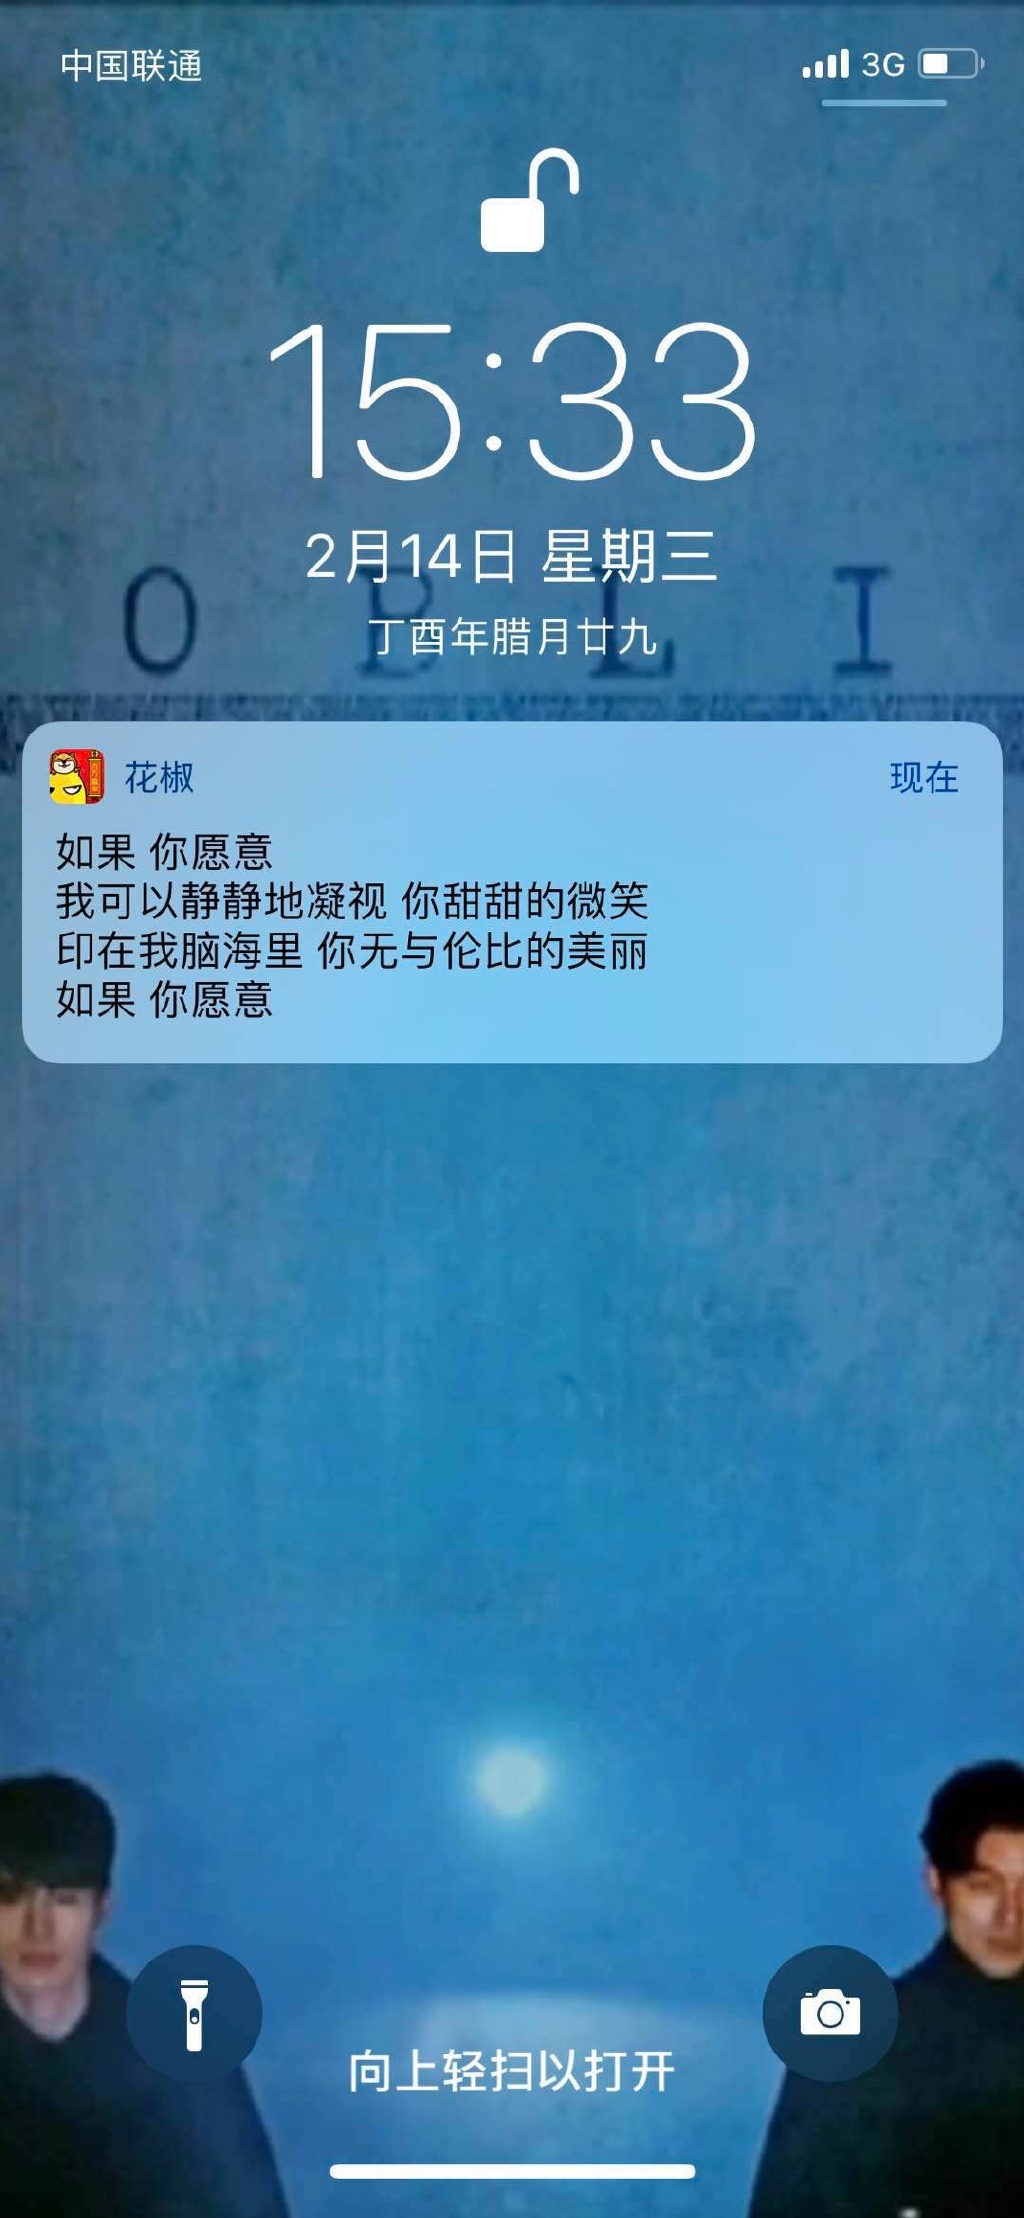 中国联通 3G
15:33
2月14日 星期三
丁酉年腊月廿九
O B L I
花椒 现在
如果 你愿意
我可以静静地凝视 你甜甜的微笑
印在我脑海里 你无与伦比的美丽
如果 你愿意
向上轻扫以打开